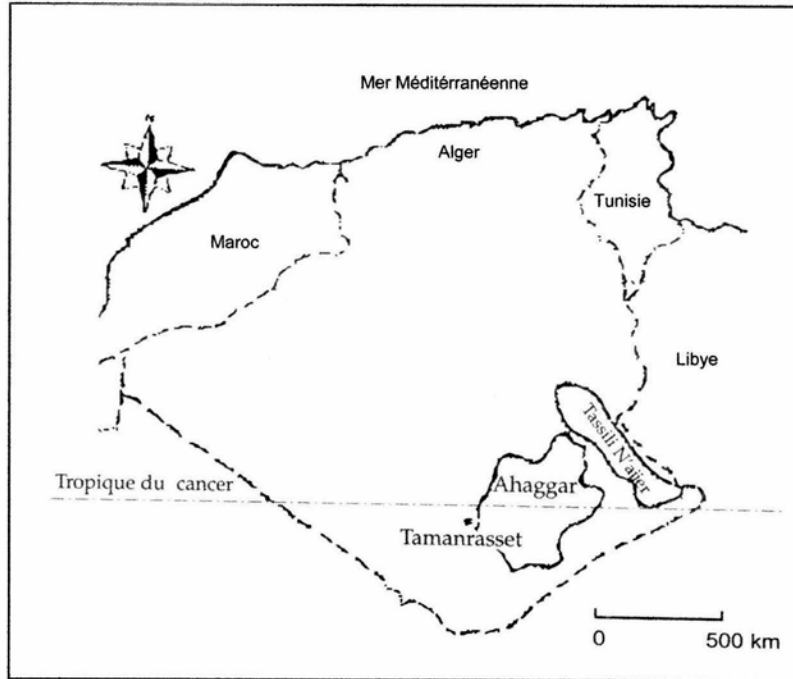 Mer Méditérranéenne
N
Alger
Tunisie
Maroc
Libye
Tassili N'ajjer
Tropique du cancer
Ahaggar
Tamanrasset
0 500 km